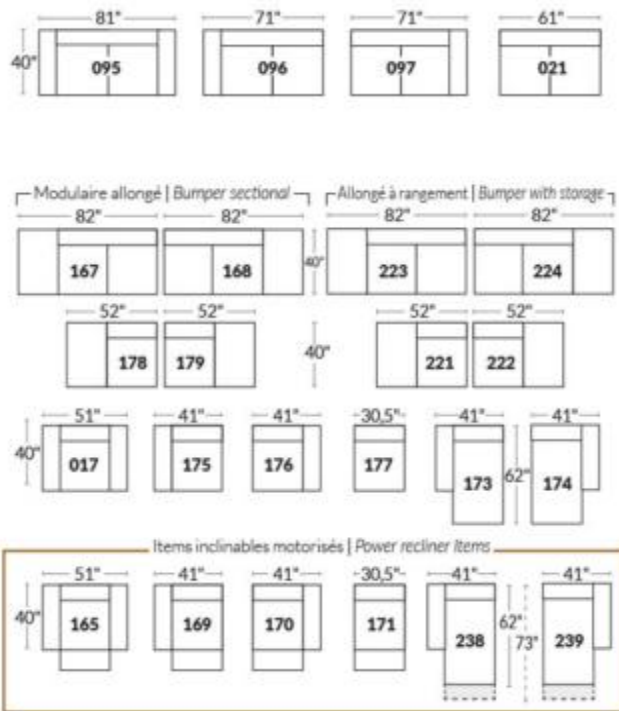 81" 71" 71" 61"
40" 095 096 097 021
Modulaire allongé | Bumper sectional Allongé à rangement | Bumper with storage
82" 82" 82" 82"
167 168 40" 223 224
52" 52" 52" 52"
178 179 40" 221 222
51" 41" 41" 30,5" 41" 41"
40" 017 175 176 177 173 62" 174
Items inclinables motorisés | Power recliner Items
51" 41" 41" 30,5" 41" 41"
40" 165 169 170 171 238 62" 73" 239